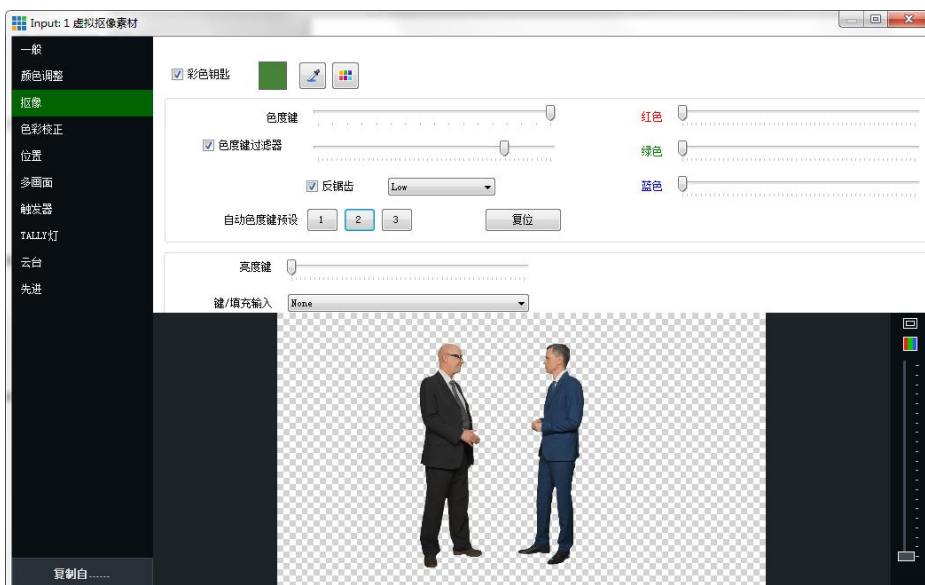 Input: 1 虚拟抠像素材
一般
颜色调整
抠像
色彩校正
位置
多画面
触发器
TALLY灯
云台
先进
复制自......
彩色钥匙
色度键
色度键过滤器
反锯齿 Low
自动色度键预设 1 2 3 复位
红色
绿色
蓝色
亮度键
键/填充输入 None